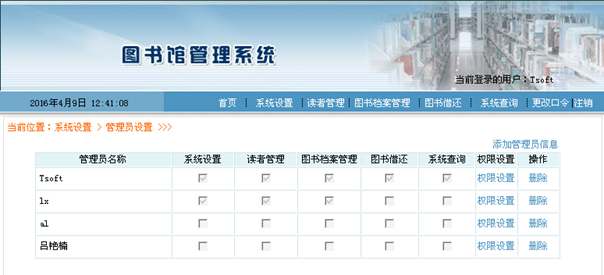 图书馆管理系统
当前登录的用户：Tsoft
2016年4月9日 12:41:08 首页 系统设置 读者管理 图书档案管理 图书借还 系统查询 更改口令 注销
当前位置：系统设置 > 管理员设置 >>>
添加管理员信息
管理员名称 系统设置 读者管理 图书档案管理 图书借还 系统查询 权限设置 操作
Tsoft 权限设置 删除
lx 权限设置 删除
al 权限设置 删除
吕艳楠 权限设置 删除